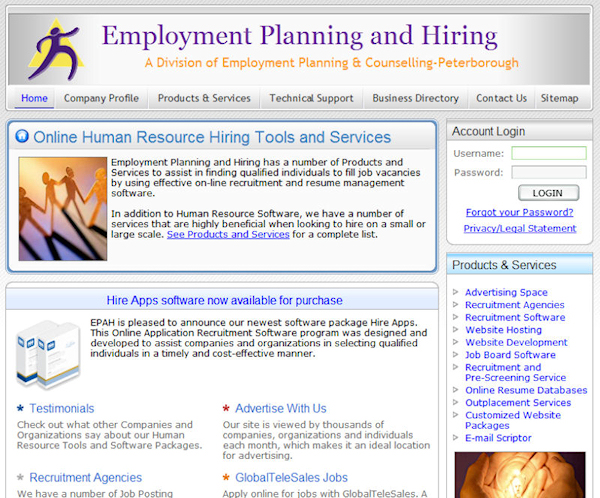 Employment Planning and Hiring
A Division of Employment Planning & Counselling-Peterborough
Home Company Profile Products & Services Technical Support Business Directory Contact Us Sitemap
Online Human Resource Hiring Tools and Services
Employment Planning and Hiring has a number of Products and
Services to assist in finding qualified individuals to fill job vacancies
by using effective on-line recruitment and resume management
software.
In addition to Human Resource Software, we have a number of
services that are highly beneficial when looking to hire on a small or
large scale. See Products and Services for a complete list.
Hire Apps software now available for purchase
EPAH is pleased to announce our newest software package Hire Apps.
This Online Application Recruitment Software program was designed and
developed to assist companies and organizations in selecting qualified
individuals in a timely and cost-effective manner.
Testimonials
Check out what other Companies and
Organizations say about our Human
Resource Tools and Software Packages.
Advertise With Us
Our site is viewed by thousands of
companies, organizations and individuals
each month, which makes it an ideal
location for advertising.
Recruitment Agencies
We have a number of Job Posting
GlobalTeleSales Jobs
Apply online for jobs with GlobalTeleSales. A
Account Login
Username:
Password:
LOGIN
Forgot your Password?
Privacy/Legal Statement
Products & Services
Advertising Space
Recruitment Agencies
Recruitment Software
Website Hosting
Website Development
Job Board Software
Recruitment and
Pre-Screening Service
Online Resume Databases
Outplacement Services
Customized Website
Packages
E-mail Scriptor